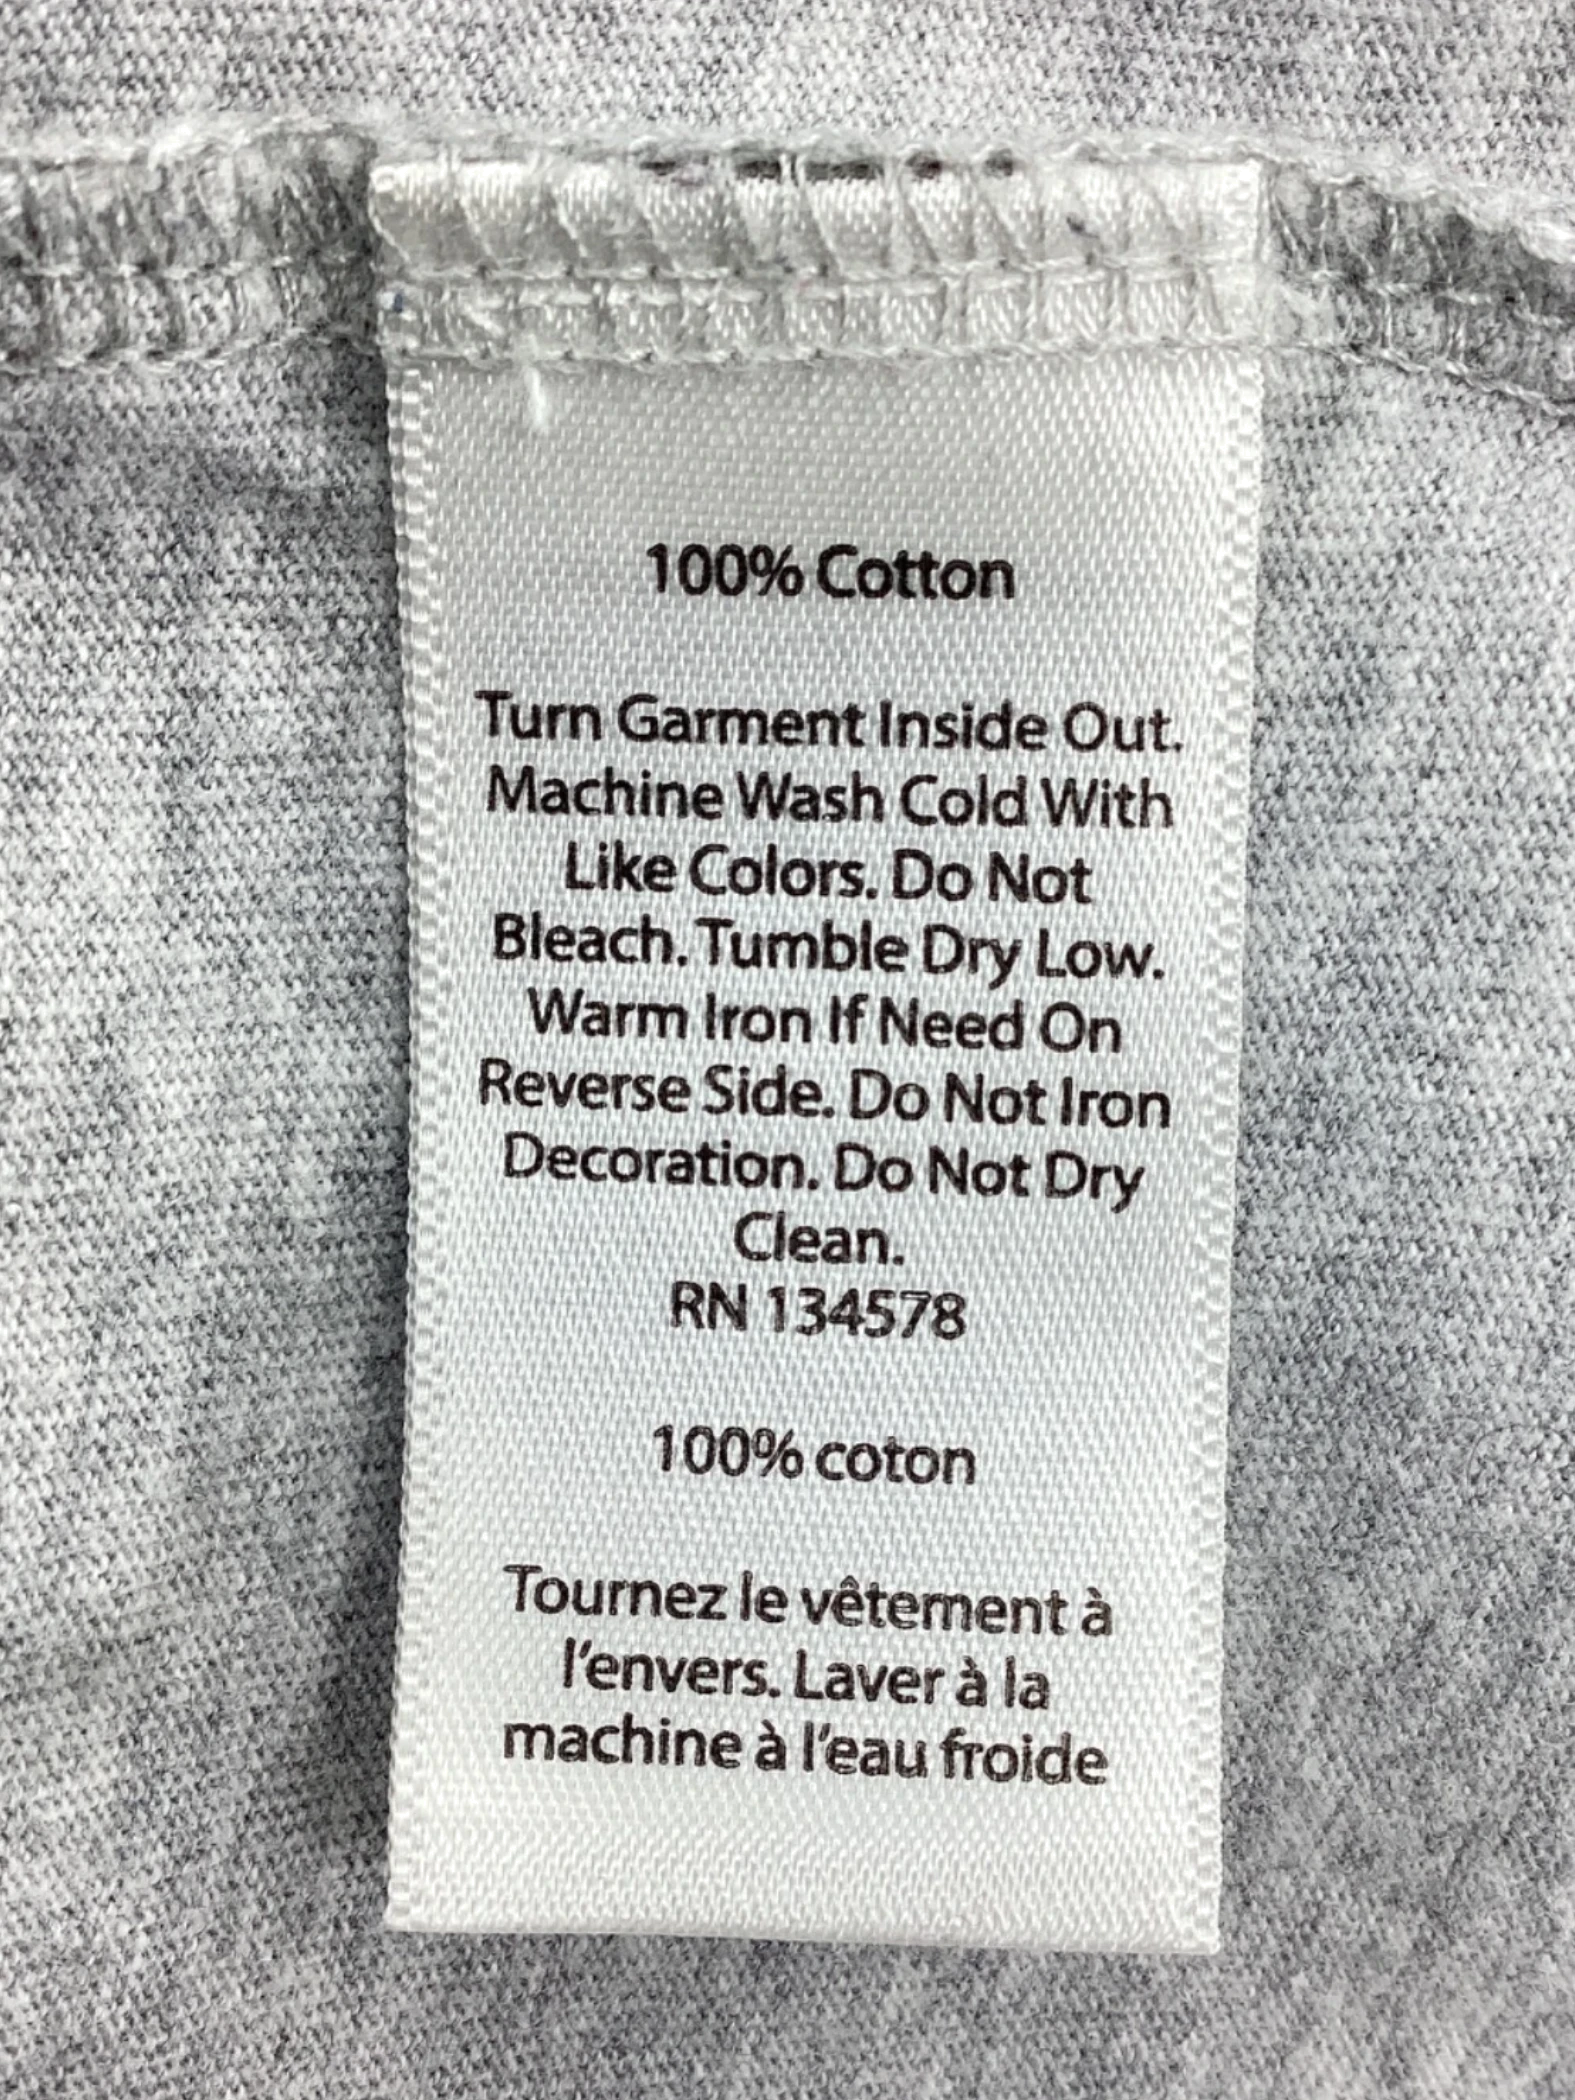 100% Cotton
Turn Garment Inside Out.
Machine Wash Cold With
Like Colors. Do Not
Bleach. Tumble Dry Low.
Warm Iron If Need On
Reverse Side. Do Not Iron
Decoration. Do Not Dry
Clean.
RN 134578
100% coton
Tournez le vêtement à
l'envers. Laver à la
machine à l'eau froide